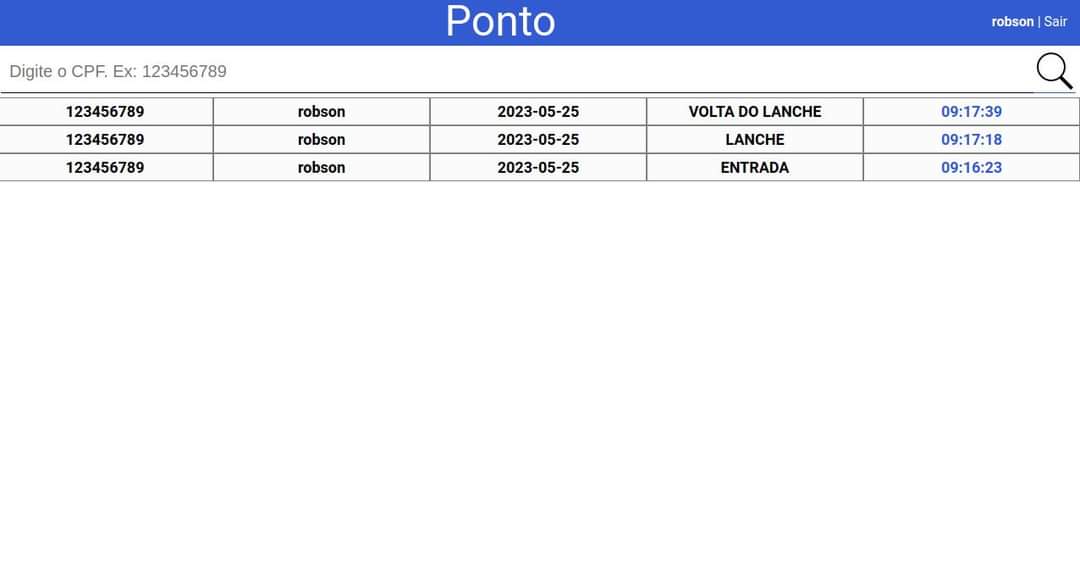 Ponto
robson | Sair
Digite o CPF. Ex: 123456789
123456789 robson 2023-05-25 VOLTA DO LANCHE 09:17:39
123456789 robson 2023-05-25 LANCHE 09:17:18
123456789 robson 2023-05-25 ENTRADA 09:16:23